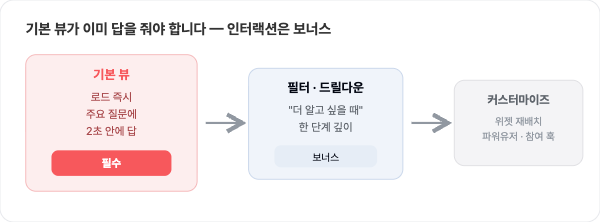 기본 뷰가 이미 답을 줘야 합니다 — 인터랙션은 보너스
기본 뷰
로드 즉시
주요 질문에
2초 안에 답
필수
필터 · 드릴다운
"더 알고 싶을 때"
한 단계 깊이
보너스
커스터마이즈
위젯 재배치
파워유저 · 참여 훅